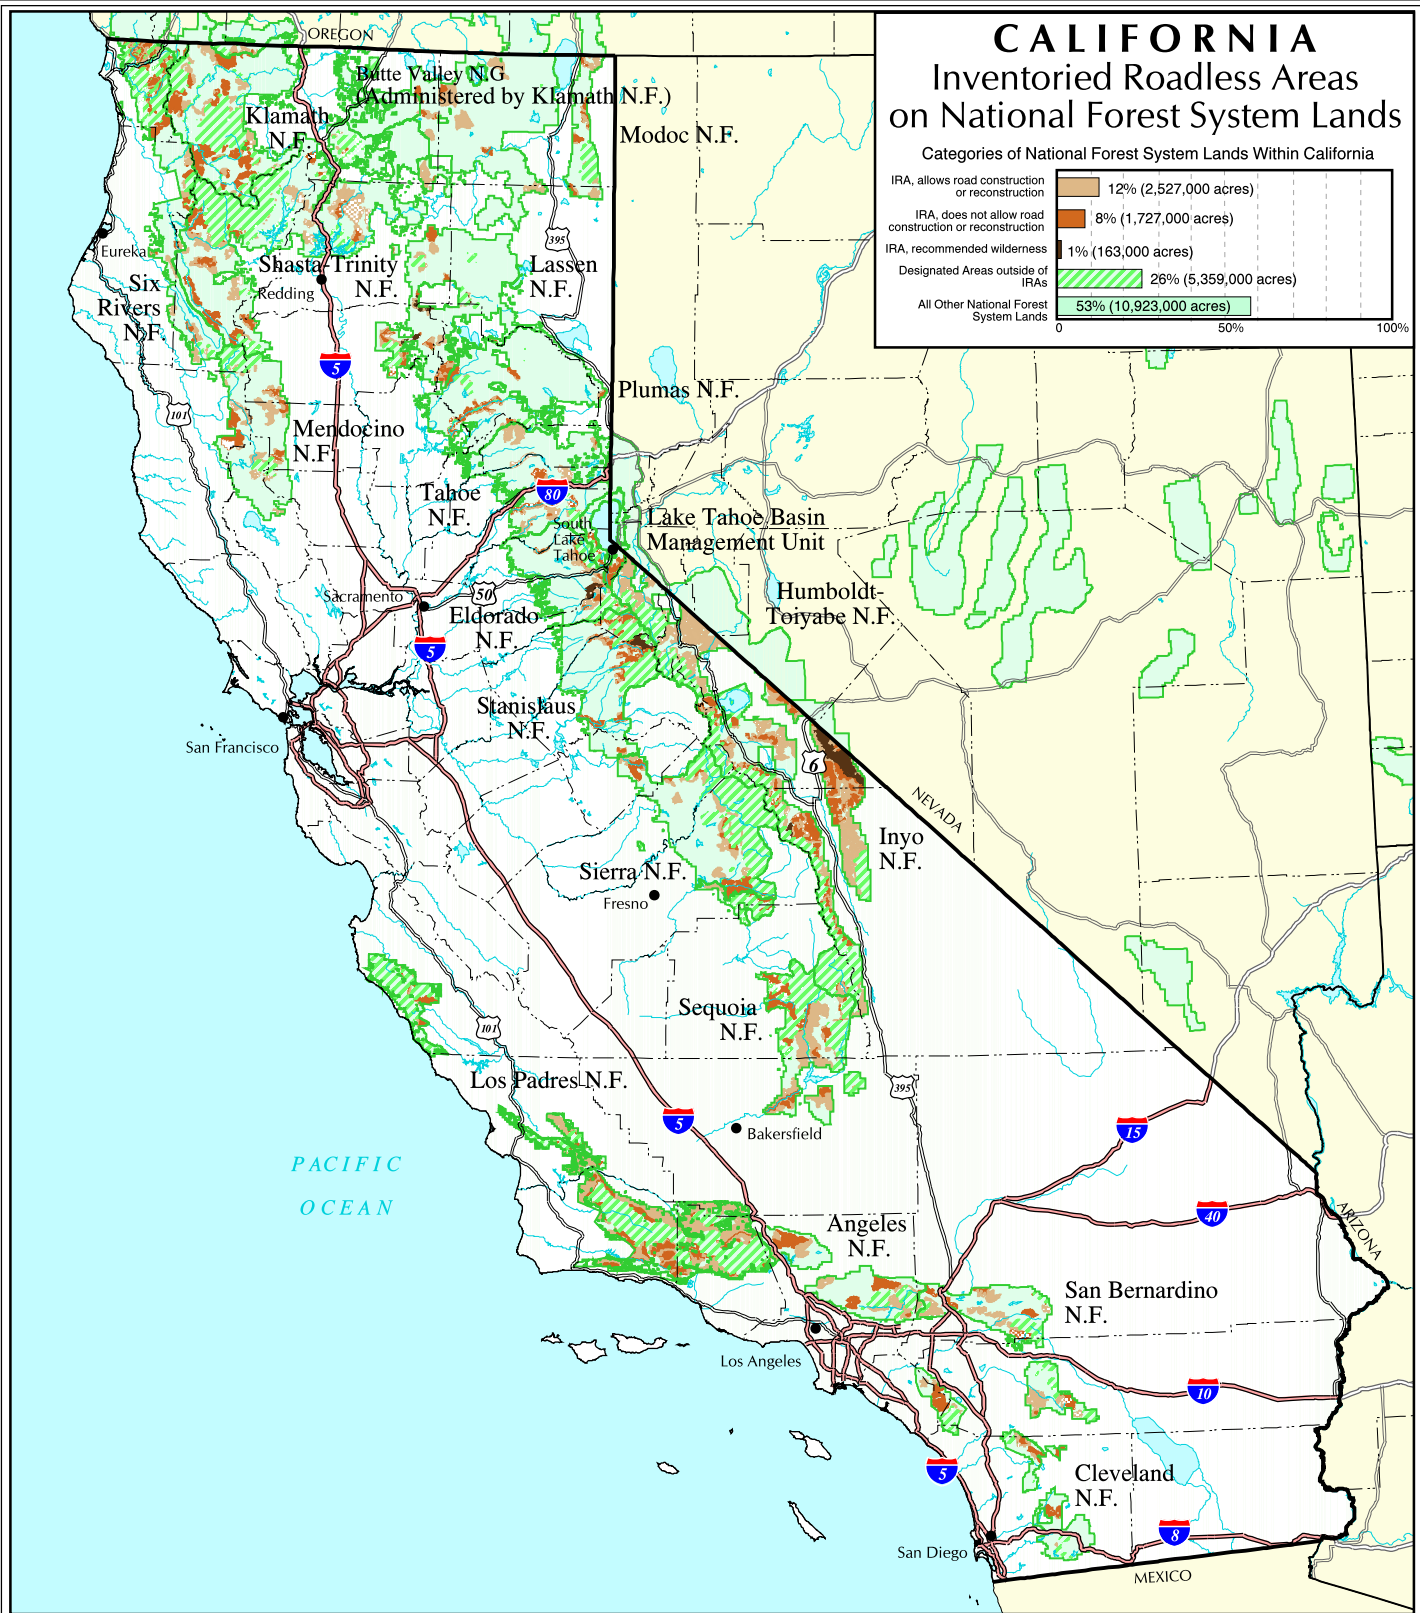 CALIFORNIA
Inventoried Roadless Areas
on National Forest System Lands
Categories of National Forest System Lands Within California
IRA, allows road construction
or reconstruction
12% (2,527,000 acres)
IRA, does not allow road
construction or reconstruction
8% (1,727,000 acres)
IRA, recommended wilderness
1% (163,000 acres)
Designated Areas outside of
IRAs
26% (5,359,000 acres)
All Other National Forest
System Lands
53% (10,923,000 acres)
0 50% 100%
OREGON
Butte Valley N.G
(Administered by Klamath N.F.)
Klamath
N.F.
Modoc N.F.
395
Eureka
Shasta-Trinity
N.F.
Redding
Lassen
N.F.
Six
Rivers
N.F.
5
Plumas N.F.
101
Mendocino
N.F.
Tahoe
N.F.
80
South
Lake
Tahoe
Lake Tahoe Basin
Management Unit
Sacramento
50
Eldorado
N.F.
Humboldt-
Toiyabe N.F.
5
Stanislaus
N.F.
San Francisco
6
NEVADA
Inyo
N.F.
Sierra N.F.
Fresno
Sequoia
N.F.
101
Los Padres N.F.
395
5
15
Bakersfield
PACIFIC
OCEAN
40
ARIZONA
Angeles
N.F.
San Bernardino
N.F.
Los Angeles
10
5
Cleveland
N.F.
8
San Diego
MEXICO